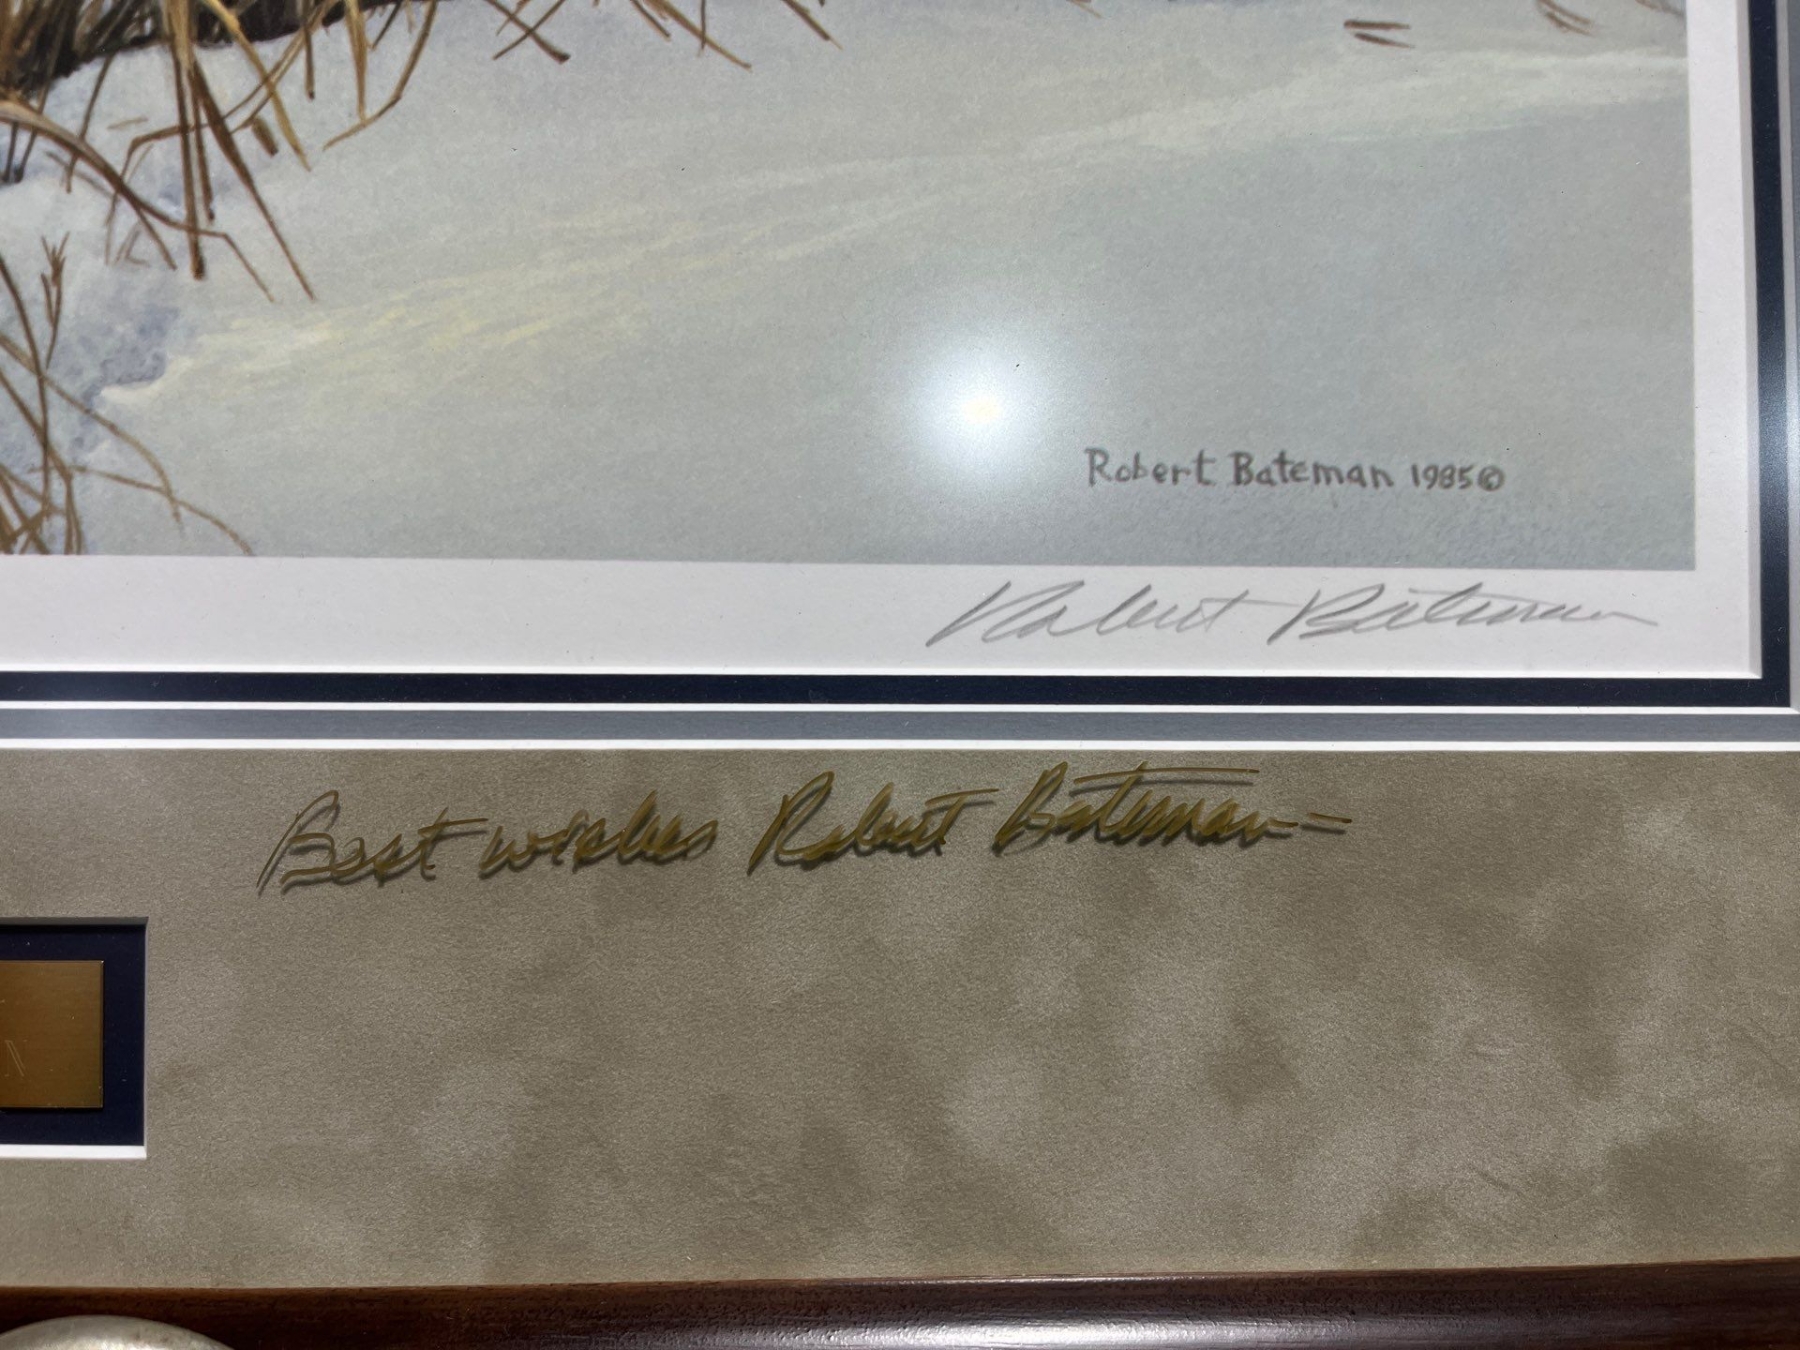 Robert Bateman 1985©
Robert Bateman
Best wishes Robert Bateman